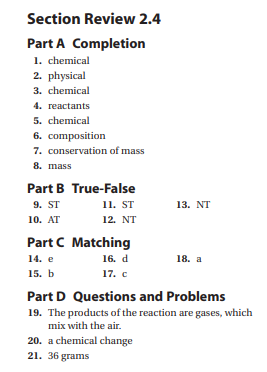 Section Review 2.4
Part A Completion
1. chemical
2. physical
3. chemical
4. reactants
5. chemical
6. composition
7. conservation of mass
8. mass
Part B True-False
9. ST 11. ST 13. NT
10. AT 12. NT
Part C Matching
14. e 16. d 18. a
15. b 17. c
Part D Questions and Problems
19. The products of the reaction are gases, which
mix with the air.
20. a chemical change
21. 36 grams